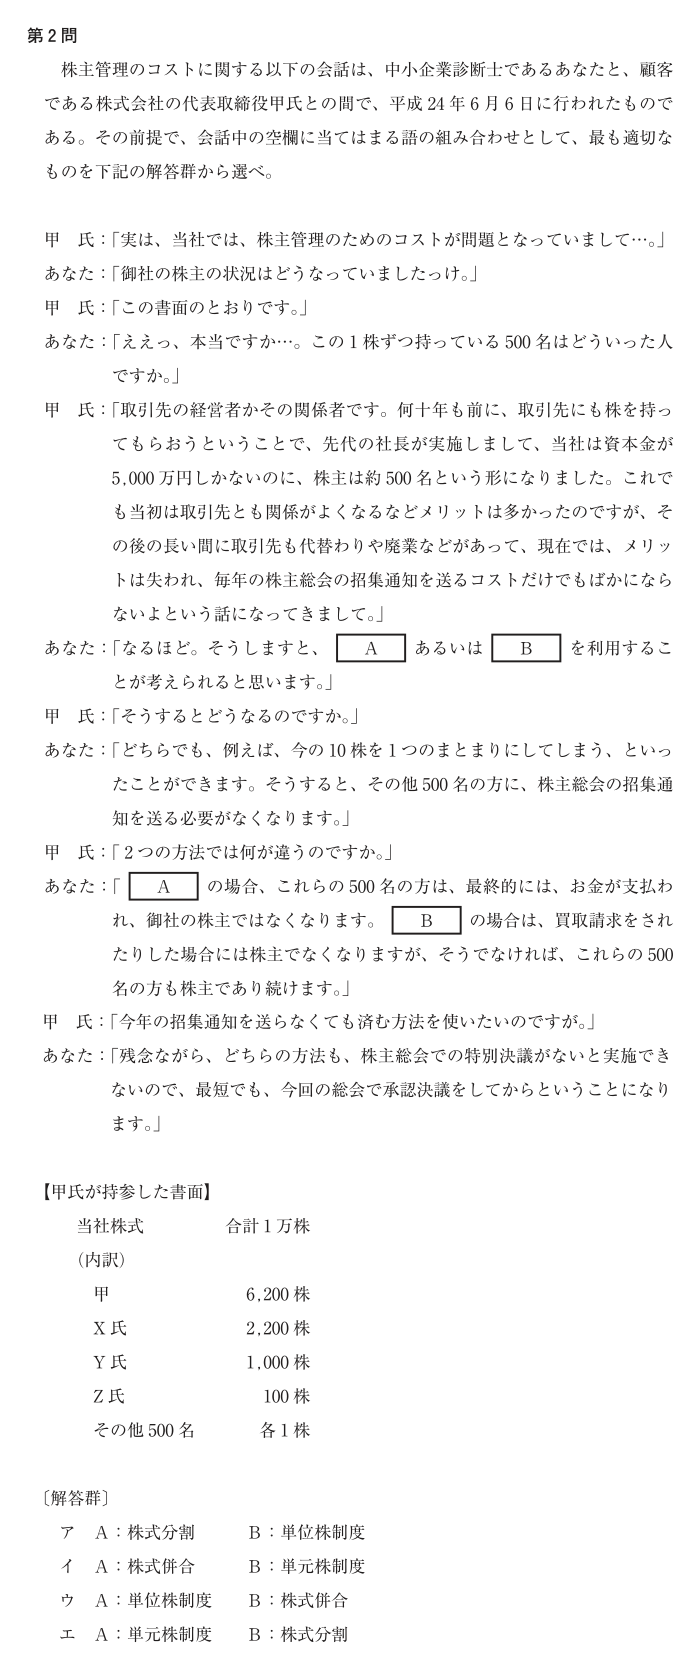 第2問
株主管理のコストに関する以下の会話は、中小企業診断士であるあなたと、顧客
である株式会社の代表取締役甲氏との間で、平成24年6月6日に行われたもので
ある。その前提で、会話中の空欄に当てはまる語の組み合わせとして、最も適切な
ものを下記の解答群から選べ。
甲　氏：「実は、当社では、株主管理のためのコストが問題となっていまして…。」
あなた：「御社の株主の状況はどうなっていましたっけ。」
甲　氏：「この書面のとおりです。」
あなた：「ええっ、本当ですか…。この1株ずつ持っている500名はどういった人
ですか。」
甲　氏：「取引先の経営者かその関係者です。何十年も前に、取引先にも株を持っ
てもらおうということで、先代の社長が実施しまして、当社は資本金が
5,000万円しかないのに、株主は約500名という形になりました。これで
も当初は取引先とも関係がよくなるなどメリットは多かったのですが、そ
の後の長い間に取引先も代替わりや廃業などがあって、現在では、メリッ
トは失われ、毎年の株主総会の招集通知を送るコストだけでもばかになら
ないよという話になってきまして。」
あなた：「なるほど。そうしますと、 A あるいは B を利用するこ
とが考えられると思います。」
甲　氏：「そうするとどうなるのですか。」
あなた：「どちらでも、例えば、今の10株を1つのまとまりにしてしまう、といっ
たことができます。そうすると、その他500名の方に、株主総会の招集通
知を送る必要がなくなります。」
甲　氏：「2つの方法では何が違うのですか。」
あなた：「 A の場合、これらの500名の方は、最終的には、お金が支払わ
れ、御社の株主ではなくなります。 B の場合は、買取請求をされ
たりした場合には株主でなくなりますが、そうでなければ、これらの500
名の方も株主であり続けます。」
甲　氏：「今年の招集通知を送らなくても済む方法を使いたいのですが。」
あなた：「残念ながら、どちらの方法も、株主総会での特別決議がないと実施でき
ないので、最短でも、今回の総会で承認決議をしてからということになり
ます。」
【甲氏が持参した書面】
当社株式　合計1万株
（内訳）
甲　6,200株
X氏　2,200株
Y氏　1,000株
Z氏　100株
その他500名　各1株
〔解答群〕
ア　A：株式分割　B：単位株制度
イ　A：株式併合　B：単元株制度
ウ　A：単位株制度　B：株式併合
エ　A：単元株制度　B：株式分割